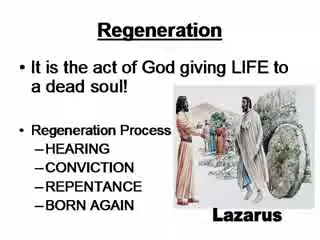 Regeneration
• It is the act of God giving LIFE to
a dead soul!
• Regeneration Process
–HEARING
–CONVICTION
–REPENTANCE
–BORN AGAIN
Lazarus